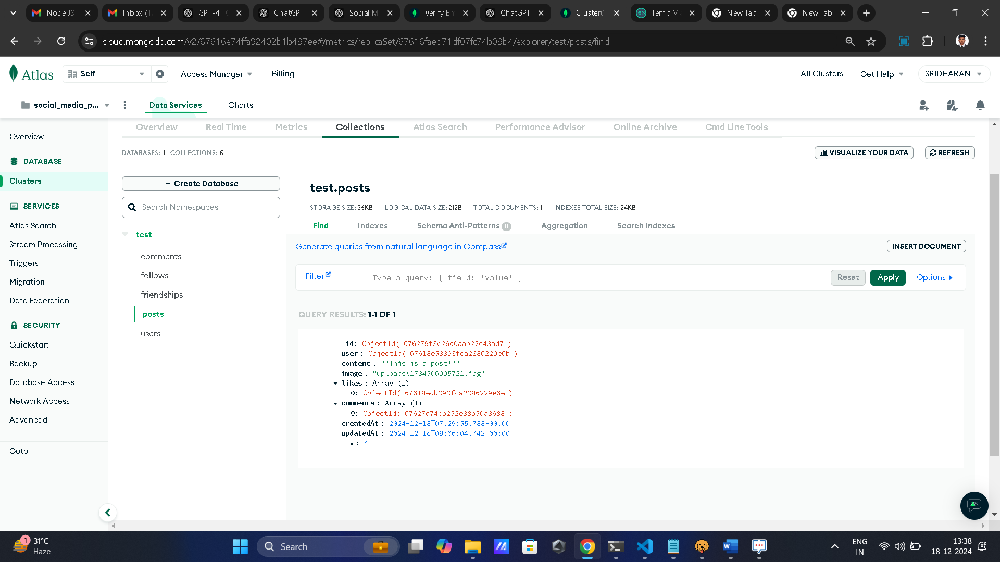 Node JS
Inbox (1
GPT-4 | C
ChatGPT
Social M
Verify Em
ChatGPT
Cluster0
Temp Ma
New Tab
New Tab
cloud.mongodb.com/v2/67616e74ffa92402b1b497ee#/metrics/replicaSet/67616faed71df07fc74b09b4/explorer/test/posts/find
Atlas
Self
Access Manager
Billing
All Clusters
Get Help
SRIDHARAN
social_media_p...
Data Services
Charts
Overview
DATABASE
Clusters
SERVICES
Atlas Search
Stream Processing
Triggers
Migration
Data Federation
SECURITY
Quickstart
Backup
Database Access
Network Access
Advanced
Goto
Overview
Real Time
Metrics
Collections
Atlas Search
Performance Advisor
Online Archive
Cmd Line Tools
DATABASES: 1 COLLECTIONS: 5
VISUALIZE YOUR DATA
REFRESH
+ Create Database
Search Namespaces
test
comments
follows
friendships
posts
users
test.posts
STORAGE SIZE: 36KB LOGICAL DATA SIZE: 212B TOTAL DOCUMENTS: 1 INDEXES TOTAL SIZE: 24KB
Find
Indexes
Schema Anti-Patterns 0
Aggregation
Search Indexes
Generate queries from natural language in Compass
INSERT DOCUMENT
Filter
Type a query: { field: 'value' }
Reset
Apply
Options
QUERY RESULTS: 1-1 OF 1
_id: ObjectId('676279f3e26d0aab22c43ad7')
user: ObjectId('67618e53393fca2386229e6b')
content: ""This is a post!""
image: "uploads\1734506995721.jpg"
likes: Array (1)
0: ObjectId('67618edb393fca2386229e6e')
comments: Array (1)
0: ObjectId('67627d74cb252e38b50a3688')
createdAt: 2024-12-18T07:29:55.788+00:00
updatedAt: 2024-12-18T08:06:04.742+00:00
__v: 4
1
31°C
Haze
Search
ENG
IN
13:38
18-12-2024